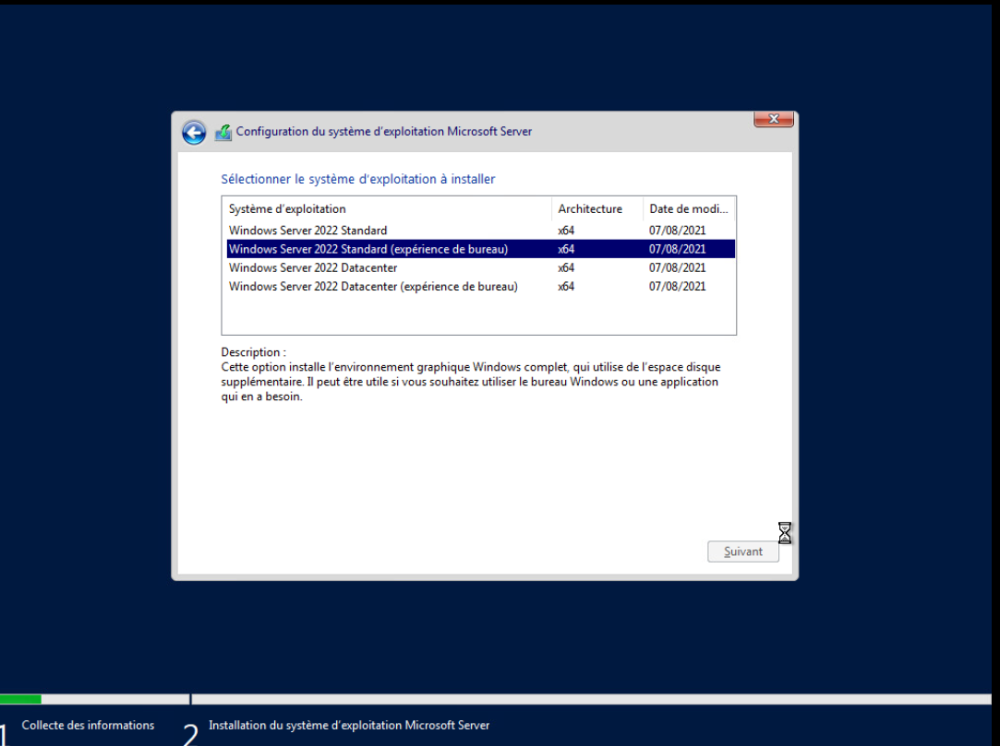 Configuration du système d'exploitation Microsoft Server
Sélectionner le système d'exploitation à installer
Système d'exploitation Architecture Date de modi...
Windows Server 2022 Standard x64 07/08/2021
Windows Server 2022 Standard (expérience de bureau) x64 07/08/2021
Windows Server 2022 Datacenter x64 07/08/2021
Windows Server 2022 Datacenter (expérience de bureau) x64 07/08/2021
Description :
Cette option installe l'environnement graphique Windows complet, qui utilise de l'espace disque
supplémentaire. Il peut être utile si vous souhaitez utiliser le bureau Windows ou une application
qui en a besoin.
Suivant
1 Collecte des informations 2 Installation du système d'exploitation Microsoft Server